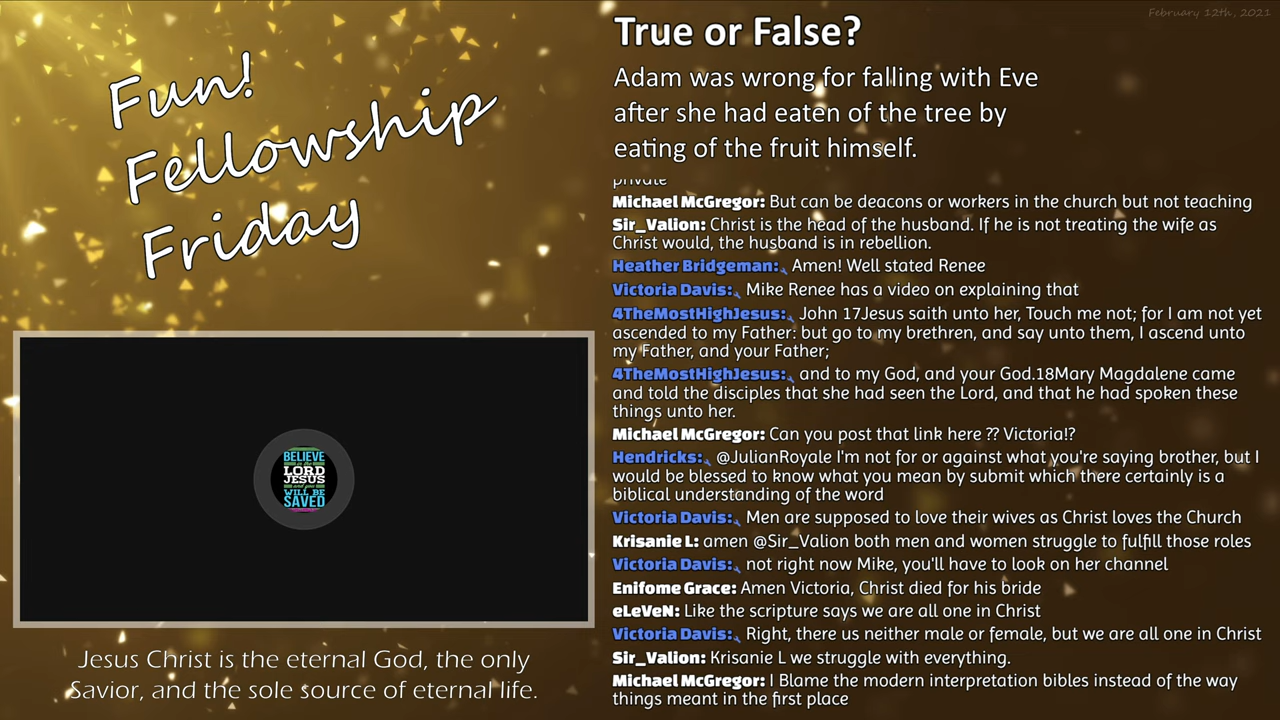 February 12th, 2021
Fun!
Fellowship
Friday
True or False?
Adam was wrong for falling with Eve
after she had eaten of the tree by
eating of the fruit himself.
private
Michael McGregor: But can be deacons or workers in the church but not teaching
Sir_Valion: Christ is the head of the husband. If he is not treating the wife as
Christ would, the husband is in rebellion.
Heather Bridgeman: Amen! Well stated Renee
Victoria Davis: Mike Renee has a video on explaining that
4TheMostHighJesus: John 17Jesus saith unto her, Touch me not; for I am not yet
ascended to my Father: but go to my brethren, and say unto them, I ascend unto
my Father, and your Father;
4TheMostHighJesus: and to my God, and your God.18Mary Magdalene came
and told the disciples that she had seen the Lord, and that he had spoken these
things unto her.
Michael McGregor: Can you post that link here ?? Victoria!?
Hendricks: @JulianRoyale I'm not for or against what you're saying brother, but I
would be blessed to know what you mean by submit which there certainly is a
biblical understanding of the word
Victoria Davis: Men are supposed to love their wives as Christ loves the Church
Krisanie L: amen @Sir_Valion both men and women struggle to fulfill those roles
Victoria Davis: not right now Mike, you'll have to look on her channel
Enifome Grace: Amen Victoria, Christ died for his bride
eLeVeN: Like the scripture says we are all one in Christ
Victoria Davis: Right, there us neither male or female, but we are all one in Christ
Sir_Valion: Krisanie L we struggle with everything.
Michael McGregor: I Blame the modern interpretation bibles instead of the way
things meant in the first place
BELIEVE
LORD
JESUS
WILL BE
SAVED
Jesus Christ is the eternal God, the only
Savior, and the sole source of eternal life.